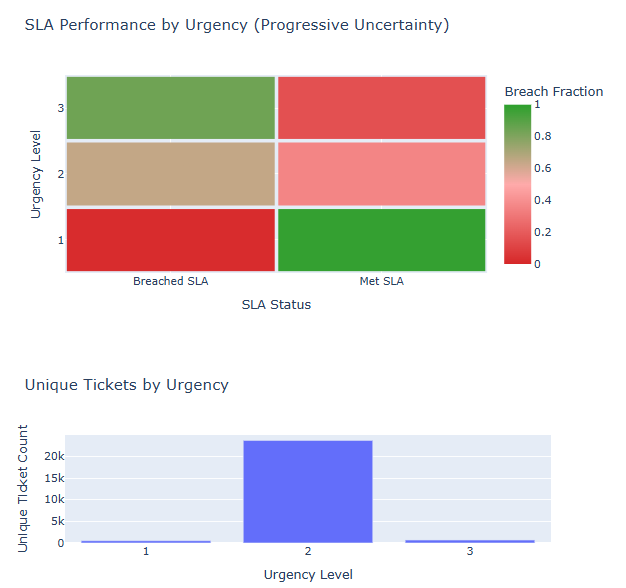 SLA Performance by Urgency (Progressive Uncertainty)
Breach Fraction
1
0.8
0.6
0.4
0.2
0
Urgency Level
3
2
1
Breached SLA Met SLA
SLA Status
Unique Tickets by Urgency
Unique Ticket Count
20k
15k
10k
5k
0
1 2 3
Urgency Level